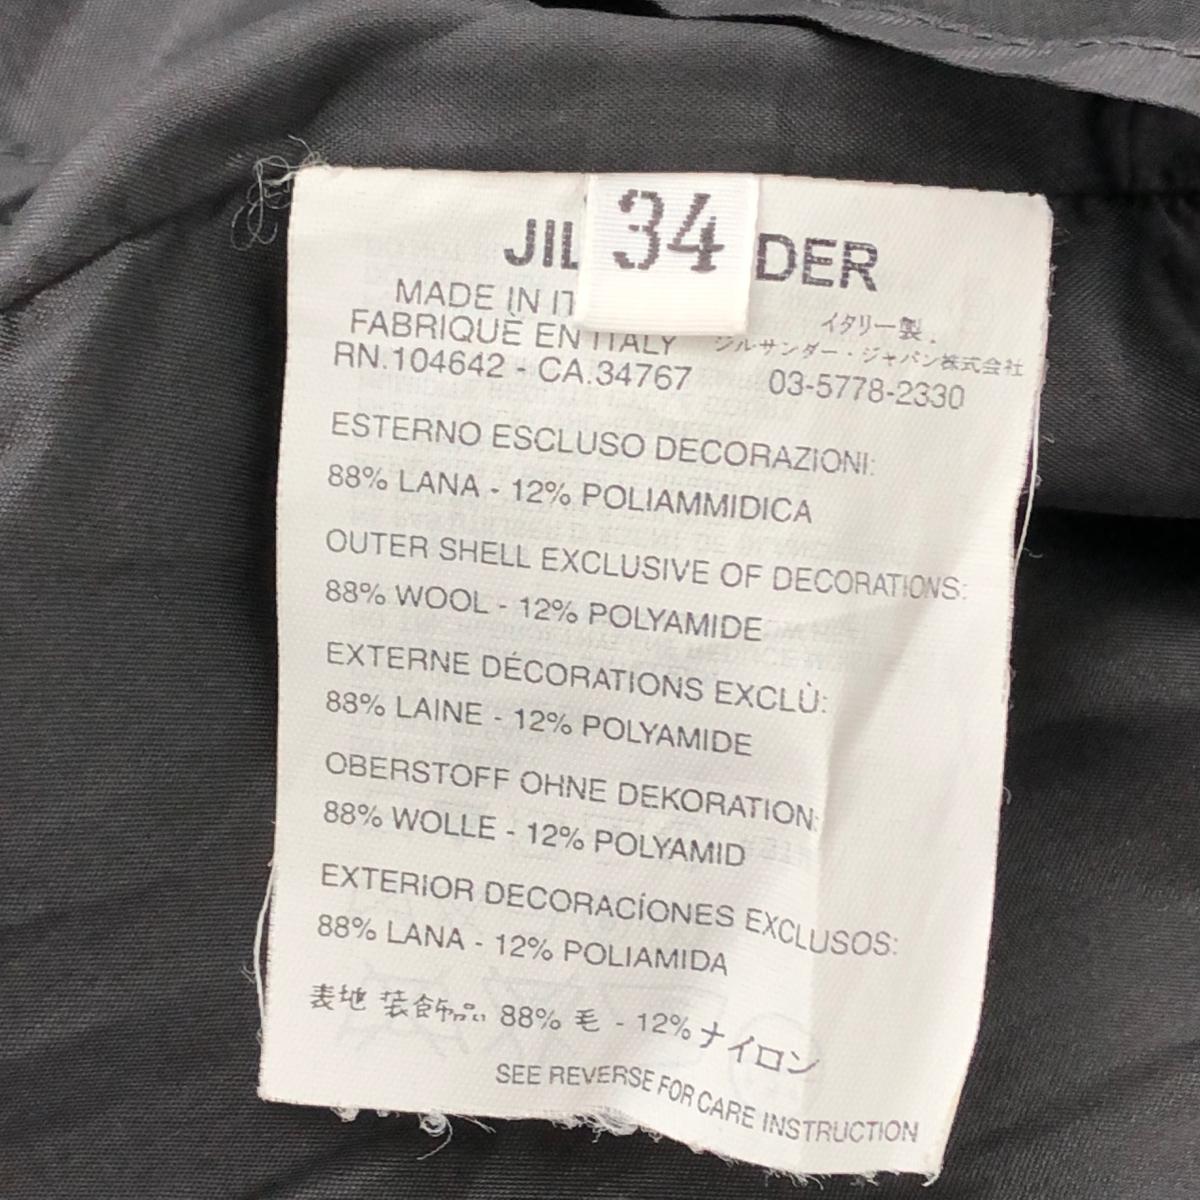 34
JIL DER
MADE IN IT
FABRIQUÉ EN ITALY
イタリー製.
ジルサンダー・ジャパン株式会社
RN.104642 - CA.34767
03-5778-2330
ESTERNO ESCLUSO DECORAZIONI:
88% LANA - 12% POLIAMMIDICA
OUTER SHELL EXCLUSIVE OF DECORATIONS:
88% WOOL - 12% POLYAMIDE
EXTERNE DÉCORATIONS EXCLÙ:
88% LAINE - 12% POLYAMIDE
OBERSTOFF OHNE DEKORATION:
88% WOLLE - 12% POLYAMID
EXTERIOR DECORACÍONES EXCLUSOS:
88% LANA - 12% POLIAMIDA
表地 装飾品 88% 毛 - 12% ナイロン
SEE REVERSE FOR CARE INSTRUCTION